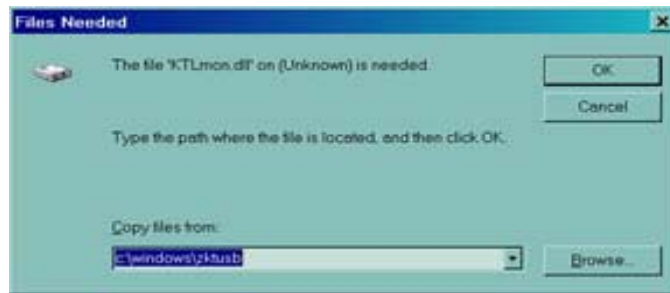 Files Needed
The file 'KTLmon.dll' on (Unknown) is needed.
OK
Cancel
Type the path where the file is located, and then click OK.
Copy files from:
c:\windows\zktusb
Browse...